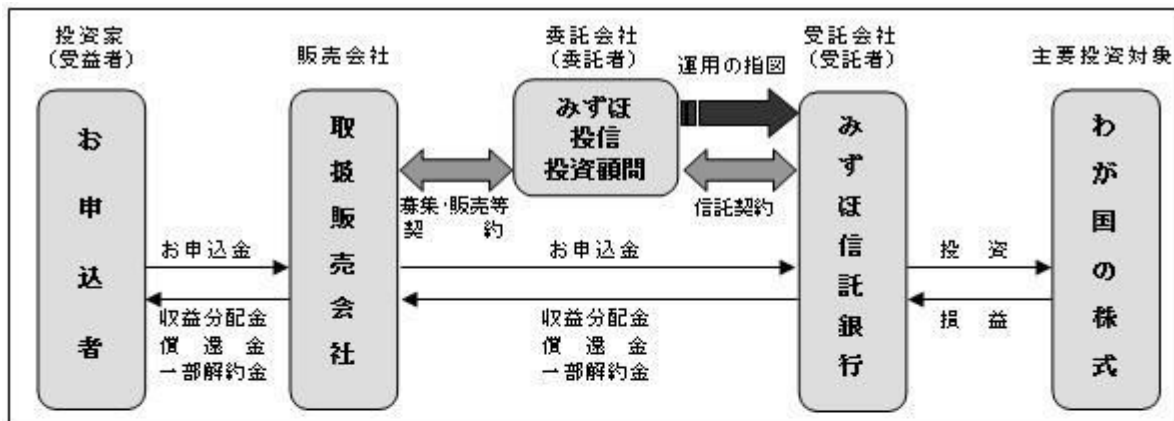 投資家
(受益者)
お申込者
販売会社
取扱販売会社
委託会社
(委託者)
みずほ
投信
投資顧問
運用の指図
受託会社
(受託者)
みずほ信託銀行
主要投資対象
わが国の株式
募集・販売等
契約
信託契約
お申込金
お申込金
投資
収益分配金
償還金
一部解約金
収益分配金
償還金
一部解約金
損益